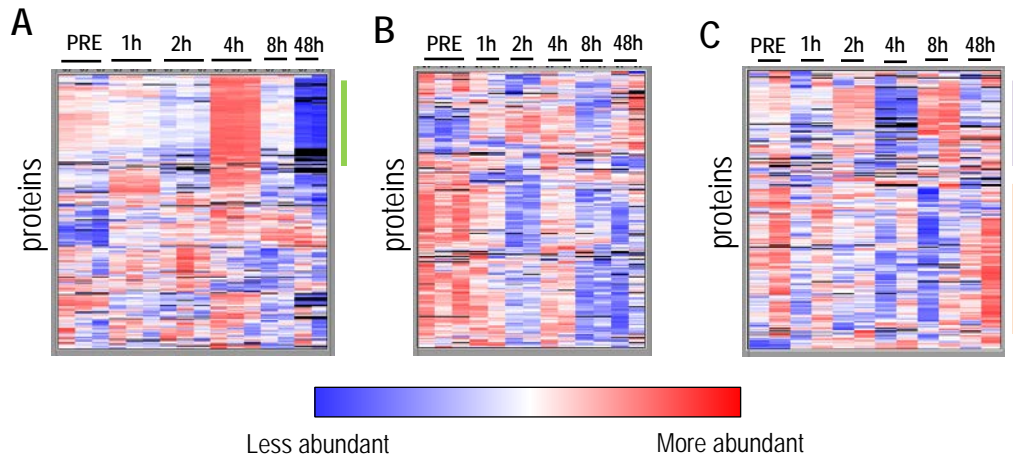 A
PRE 1h 2h 4h 8h 48h
proteins
B
PRE 1h 2h 4h 8h 48h
proteins
C
PRE 1h 2h 4h 8h 48h
proteins
Less abundant
More abundant